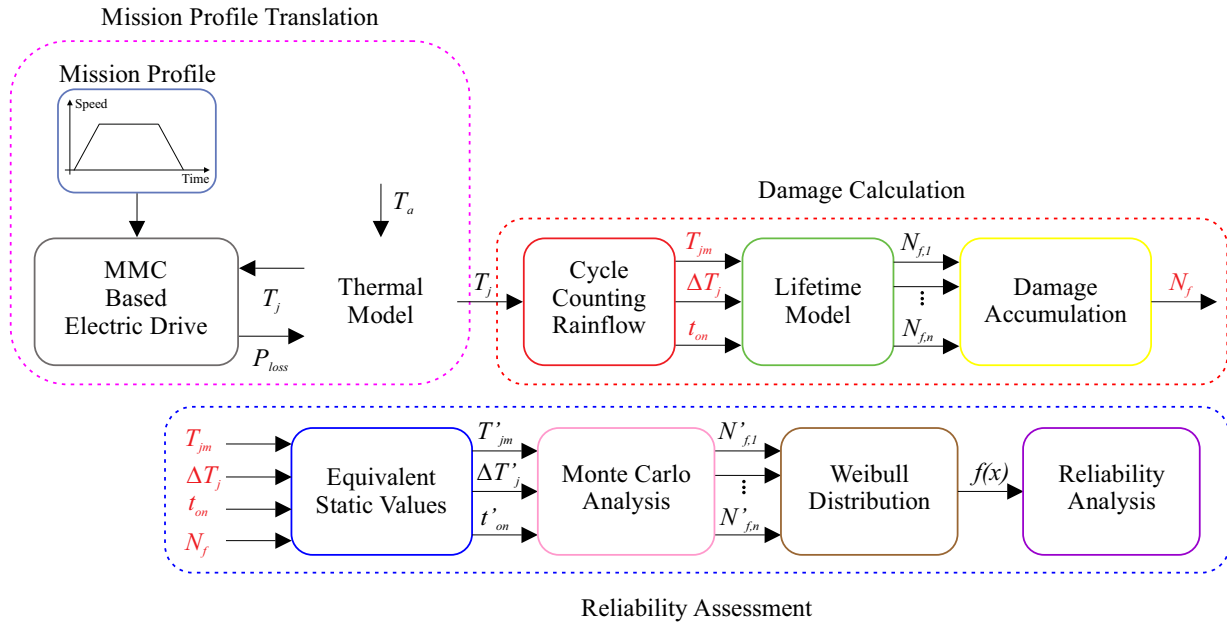 Mission Profile Translation
Mission Profile
Speed
Time
T_a
MMC
Based
Electric Drive
T_j
P_loss
Thermal
Model
T_j
Damage Calculation
Cycle
Counting
Rainflow
T_jm
ΔT_j
t_on
Lifetime
Model
N_f,1
N_f,n
Damage
Accumulation
N_f
T_jm
ΔT_j
t_on
N_f
Equivalent
Static Values
T'_jm
ΔT'_j
t'_on
Monte Carlo
Analysis
N'_f,1
N'_f,n
Weibull
Distribution
f(x)
Reliability
Analysis
Reliability Assessment